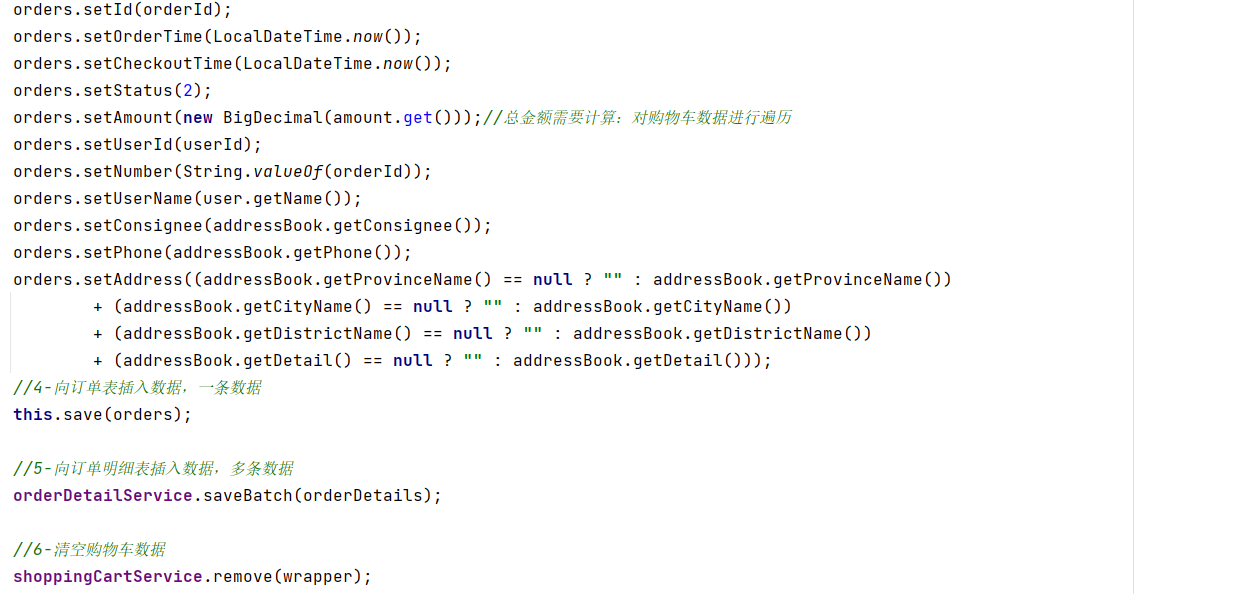 orders.setId(orderId);
orders.setOrderTime(LocalDateTime.now());
orders.setCheckoutTime(LocalDateTime.now());
orders.setStatus(2);
orders.setAmount(new BigDecimal(amount.get()));//总金额需要计算：对购物车数据进行遍历
orders.setUserId(userId);
orders.setNumber(String.valueOf(orderId));
orders.setUserName(user.getName());
orders.setConsignee(addressBook.getConsignee());
orders.setPhone(addressBook.getPhone());
orders.setAddress((addressBook.getProvinceName() == null ? "" : addressBook.getProvinceName())
        + (addressBook.getCityName() == null ? "" : addressBook.getCityName())
        + (addressBook.getDistrictName() == null ? "" : addressBook.getDistrictName())
        + (addressBook.getDetail() == null ? "" : addressBook.getDetail()));
//4-向订单表插入数据，一条数据
this.save(orders);
//5-向订单明细表插入数据，多条数据
orderDetailService.saveBatch(orderDetails);
//6-清空购物车数据
shoppingCartService.remove(wrapper);